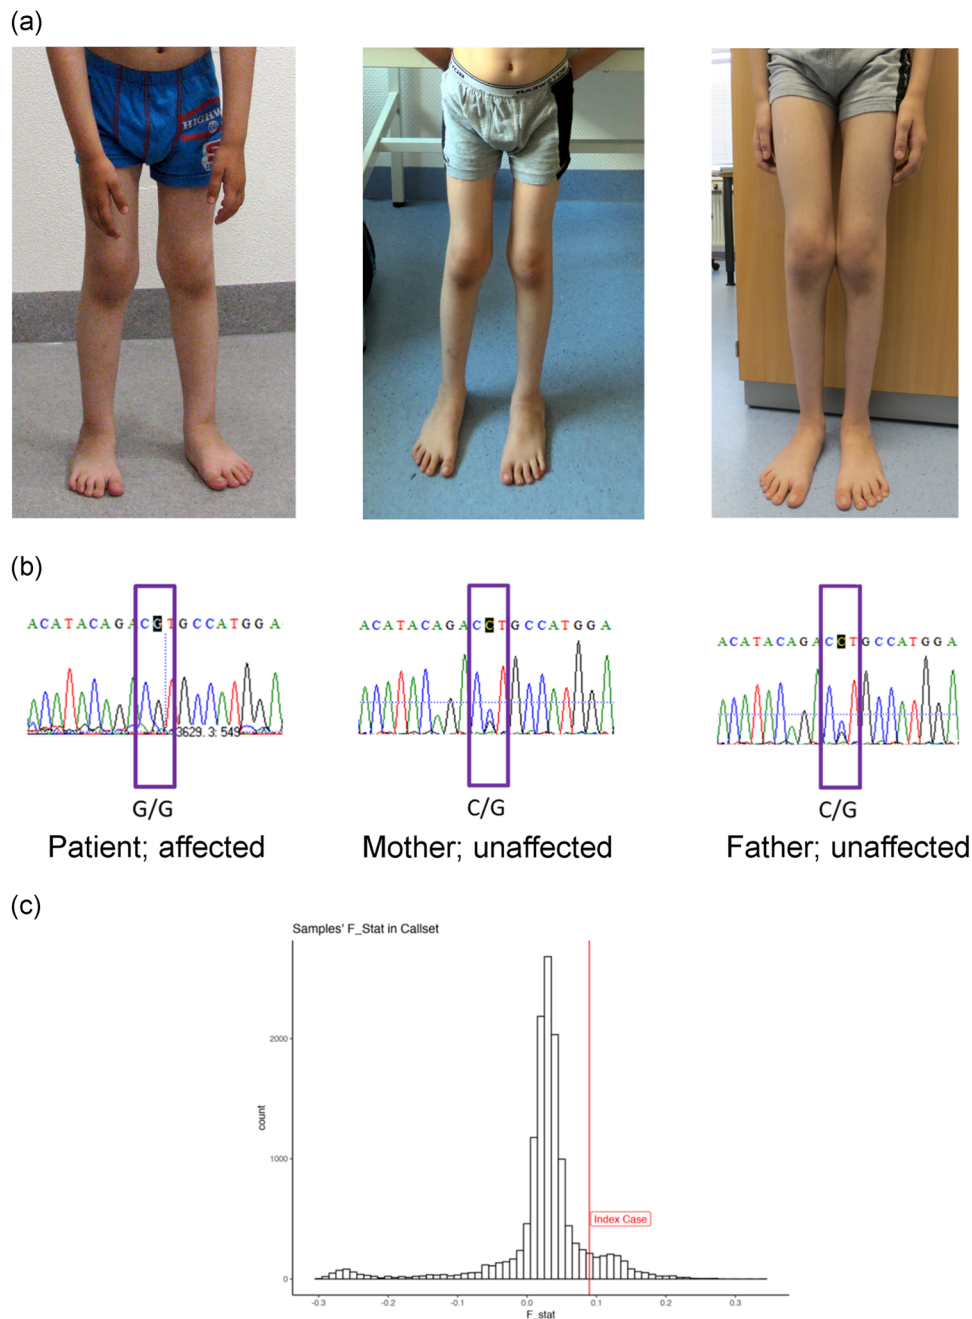 (a)
HIGHW
(b)
ACATACAGACGTGCCATGGA
ACATACAGACCTGCCATGGA
ACATACAGACCTGCCATGGA
3629. 3: 549
G/G
C/G
C/G
Patient; affected
Mother; unaffected
Father; unaffected
(c)
Samples' F_Stat in Callset
2000
1000
0
count
Index Case
-0.3 -0.2 -0.1 0.0 0.1 0.2 0.3
F_stat